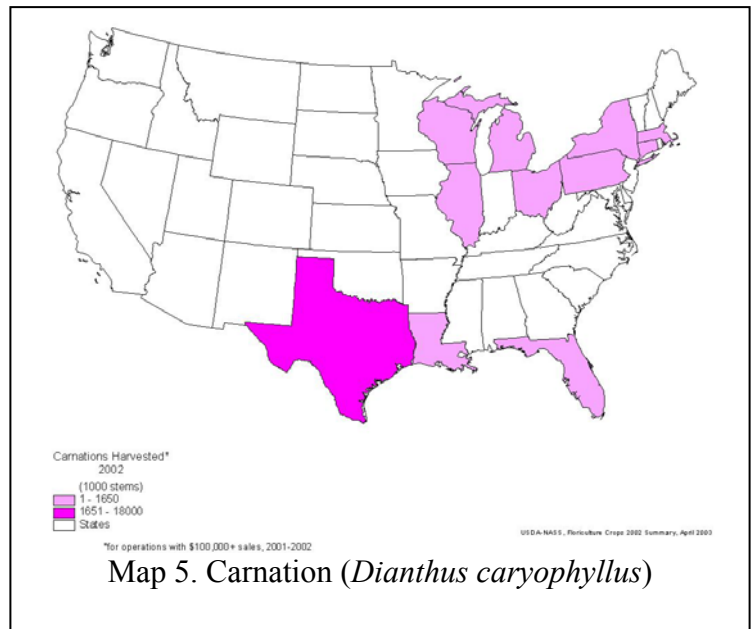 Carnations Harvested*
2002
(1000 stems)
1 - 1650
1651 - 18000
States
USDA-NASS, Floriculture Crops 2002 Summary, April 2003
*for operations with $100,000+ sales, 2001-2002
Map 5. Carnation (Dianthus caryophyllus)